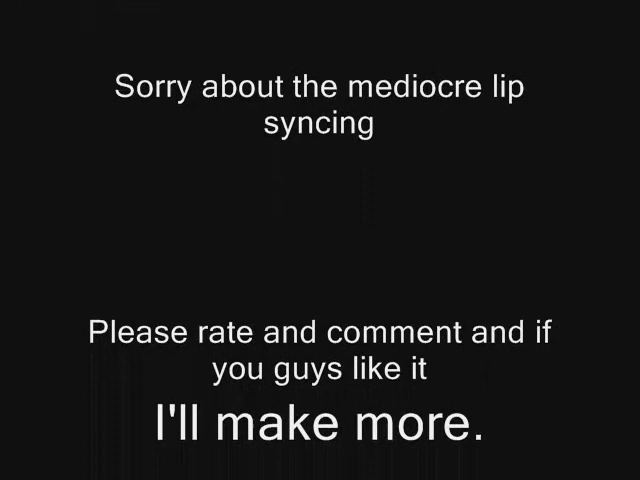 Sorry about the mediocre lip
syncing
Please rate and comment and if
you guys like it
I'll make more.